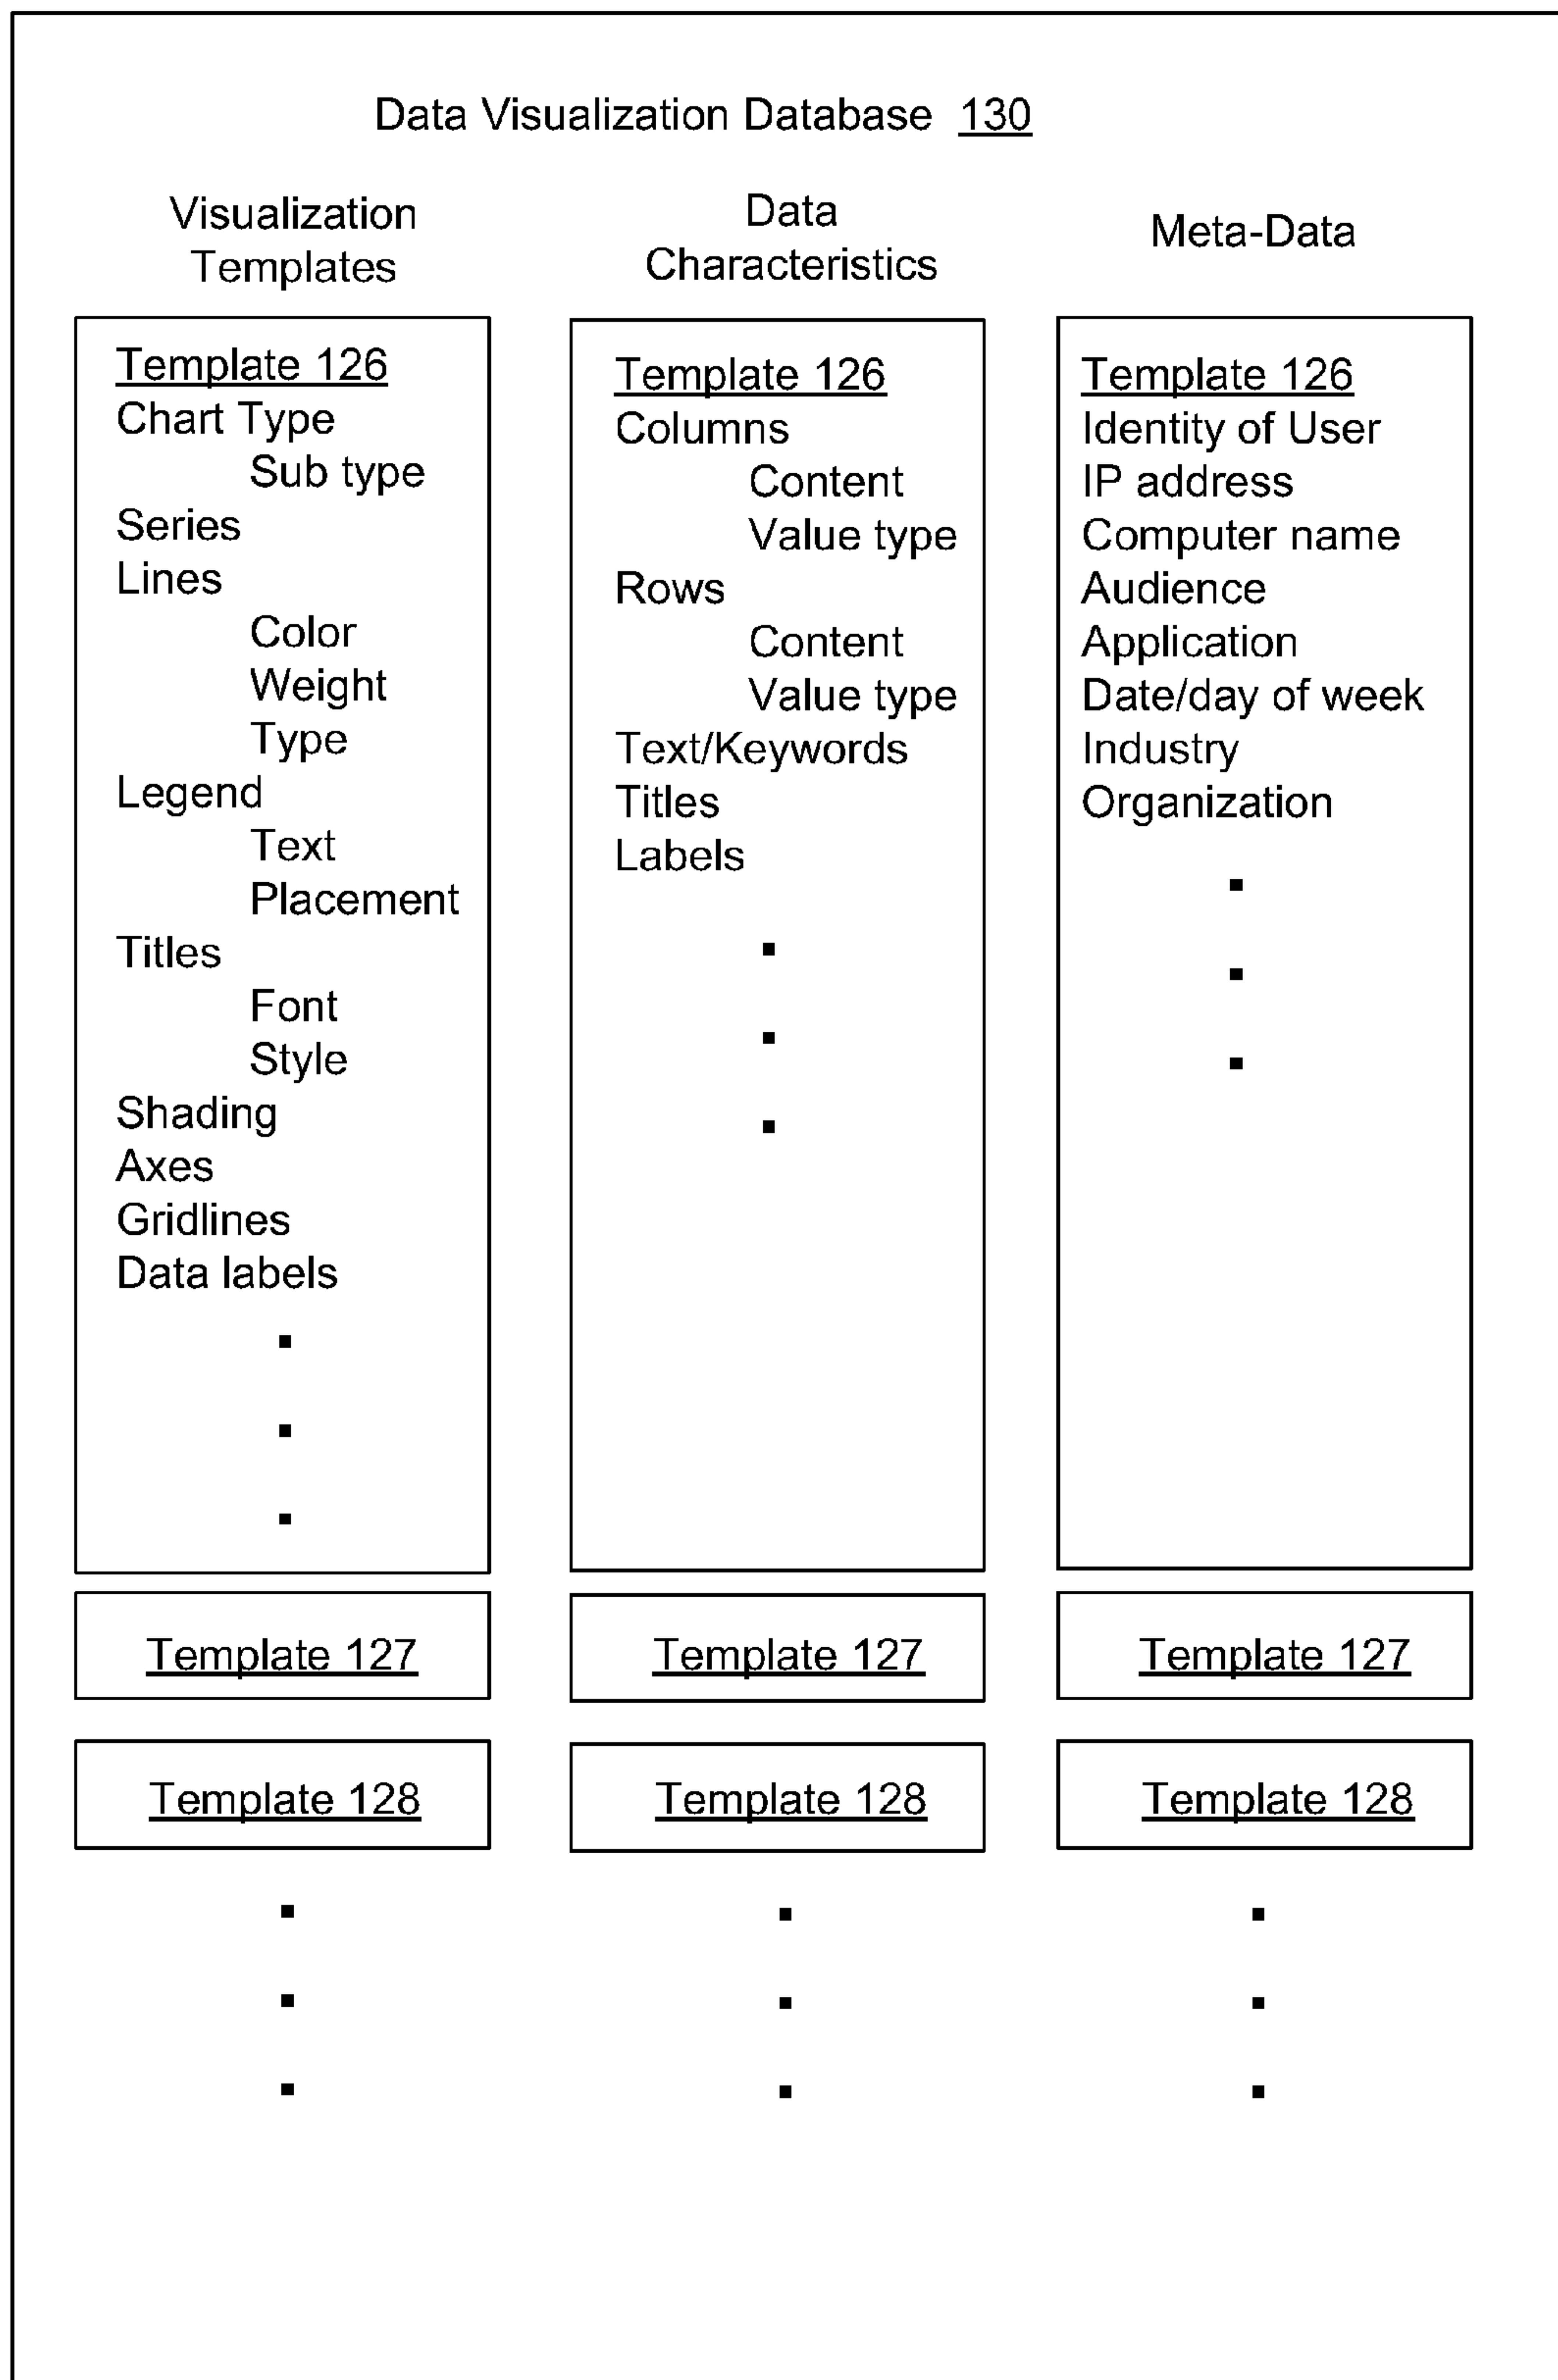 Data Visualization Database 130
Visualization
Templates
Data
Characteristics
Meta-Data
Template 126
Chart Type
Sub type
Series
Lines
Color
Weight
Type
Legend
Text
Placement
Titles
Font
Style
Shading
Axes
Gridlines
Data labels
Template 126
Columns
Content
Value type
Rows
Content
Value type
Text/Keywords
Titles
Labels
Template 126
Identity of User
IP address
Computer name
Audience
Application
Date/day of week
Industry
Organization
Template 127
Template 127
Template 127
Template 128
Template 128
Template 128